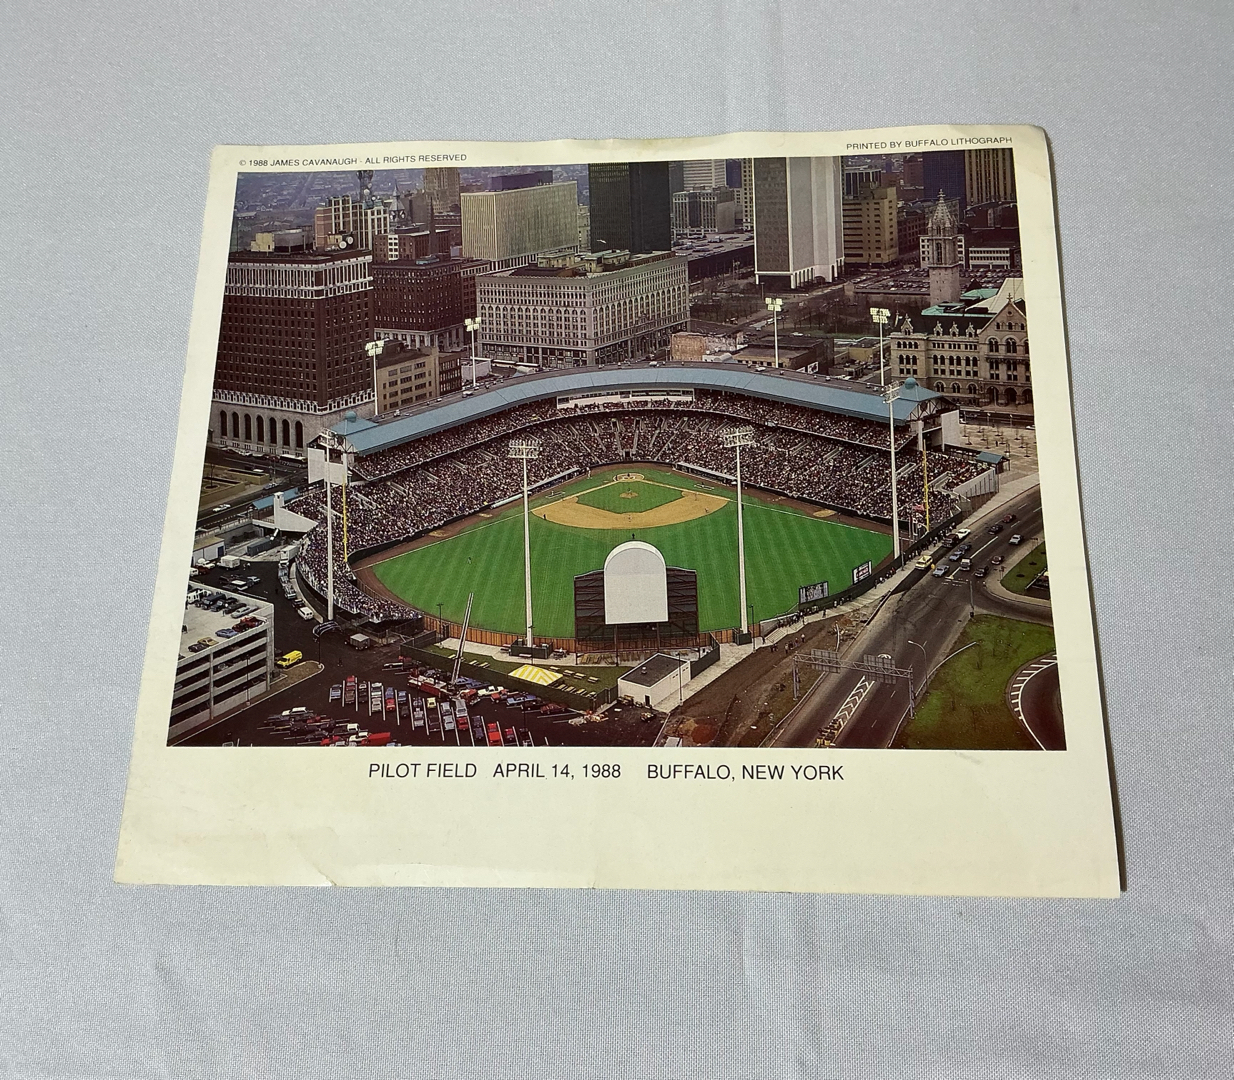 © 1988 JAMES CAVANAUGH - ALL RIGHTS RESERVED
PRINTED BY BUFFALO LITHOGRAPH
PILOT FIELD APRIL 14, 1988 BUFFALO, NEW YORK